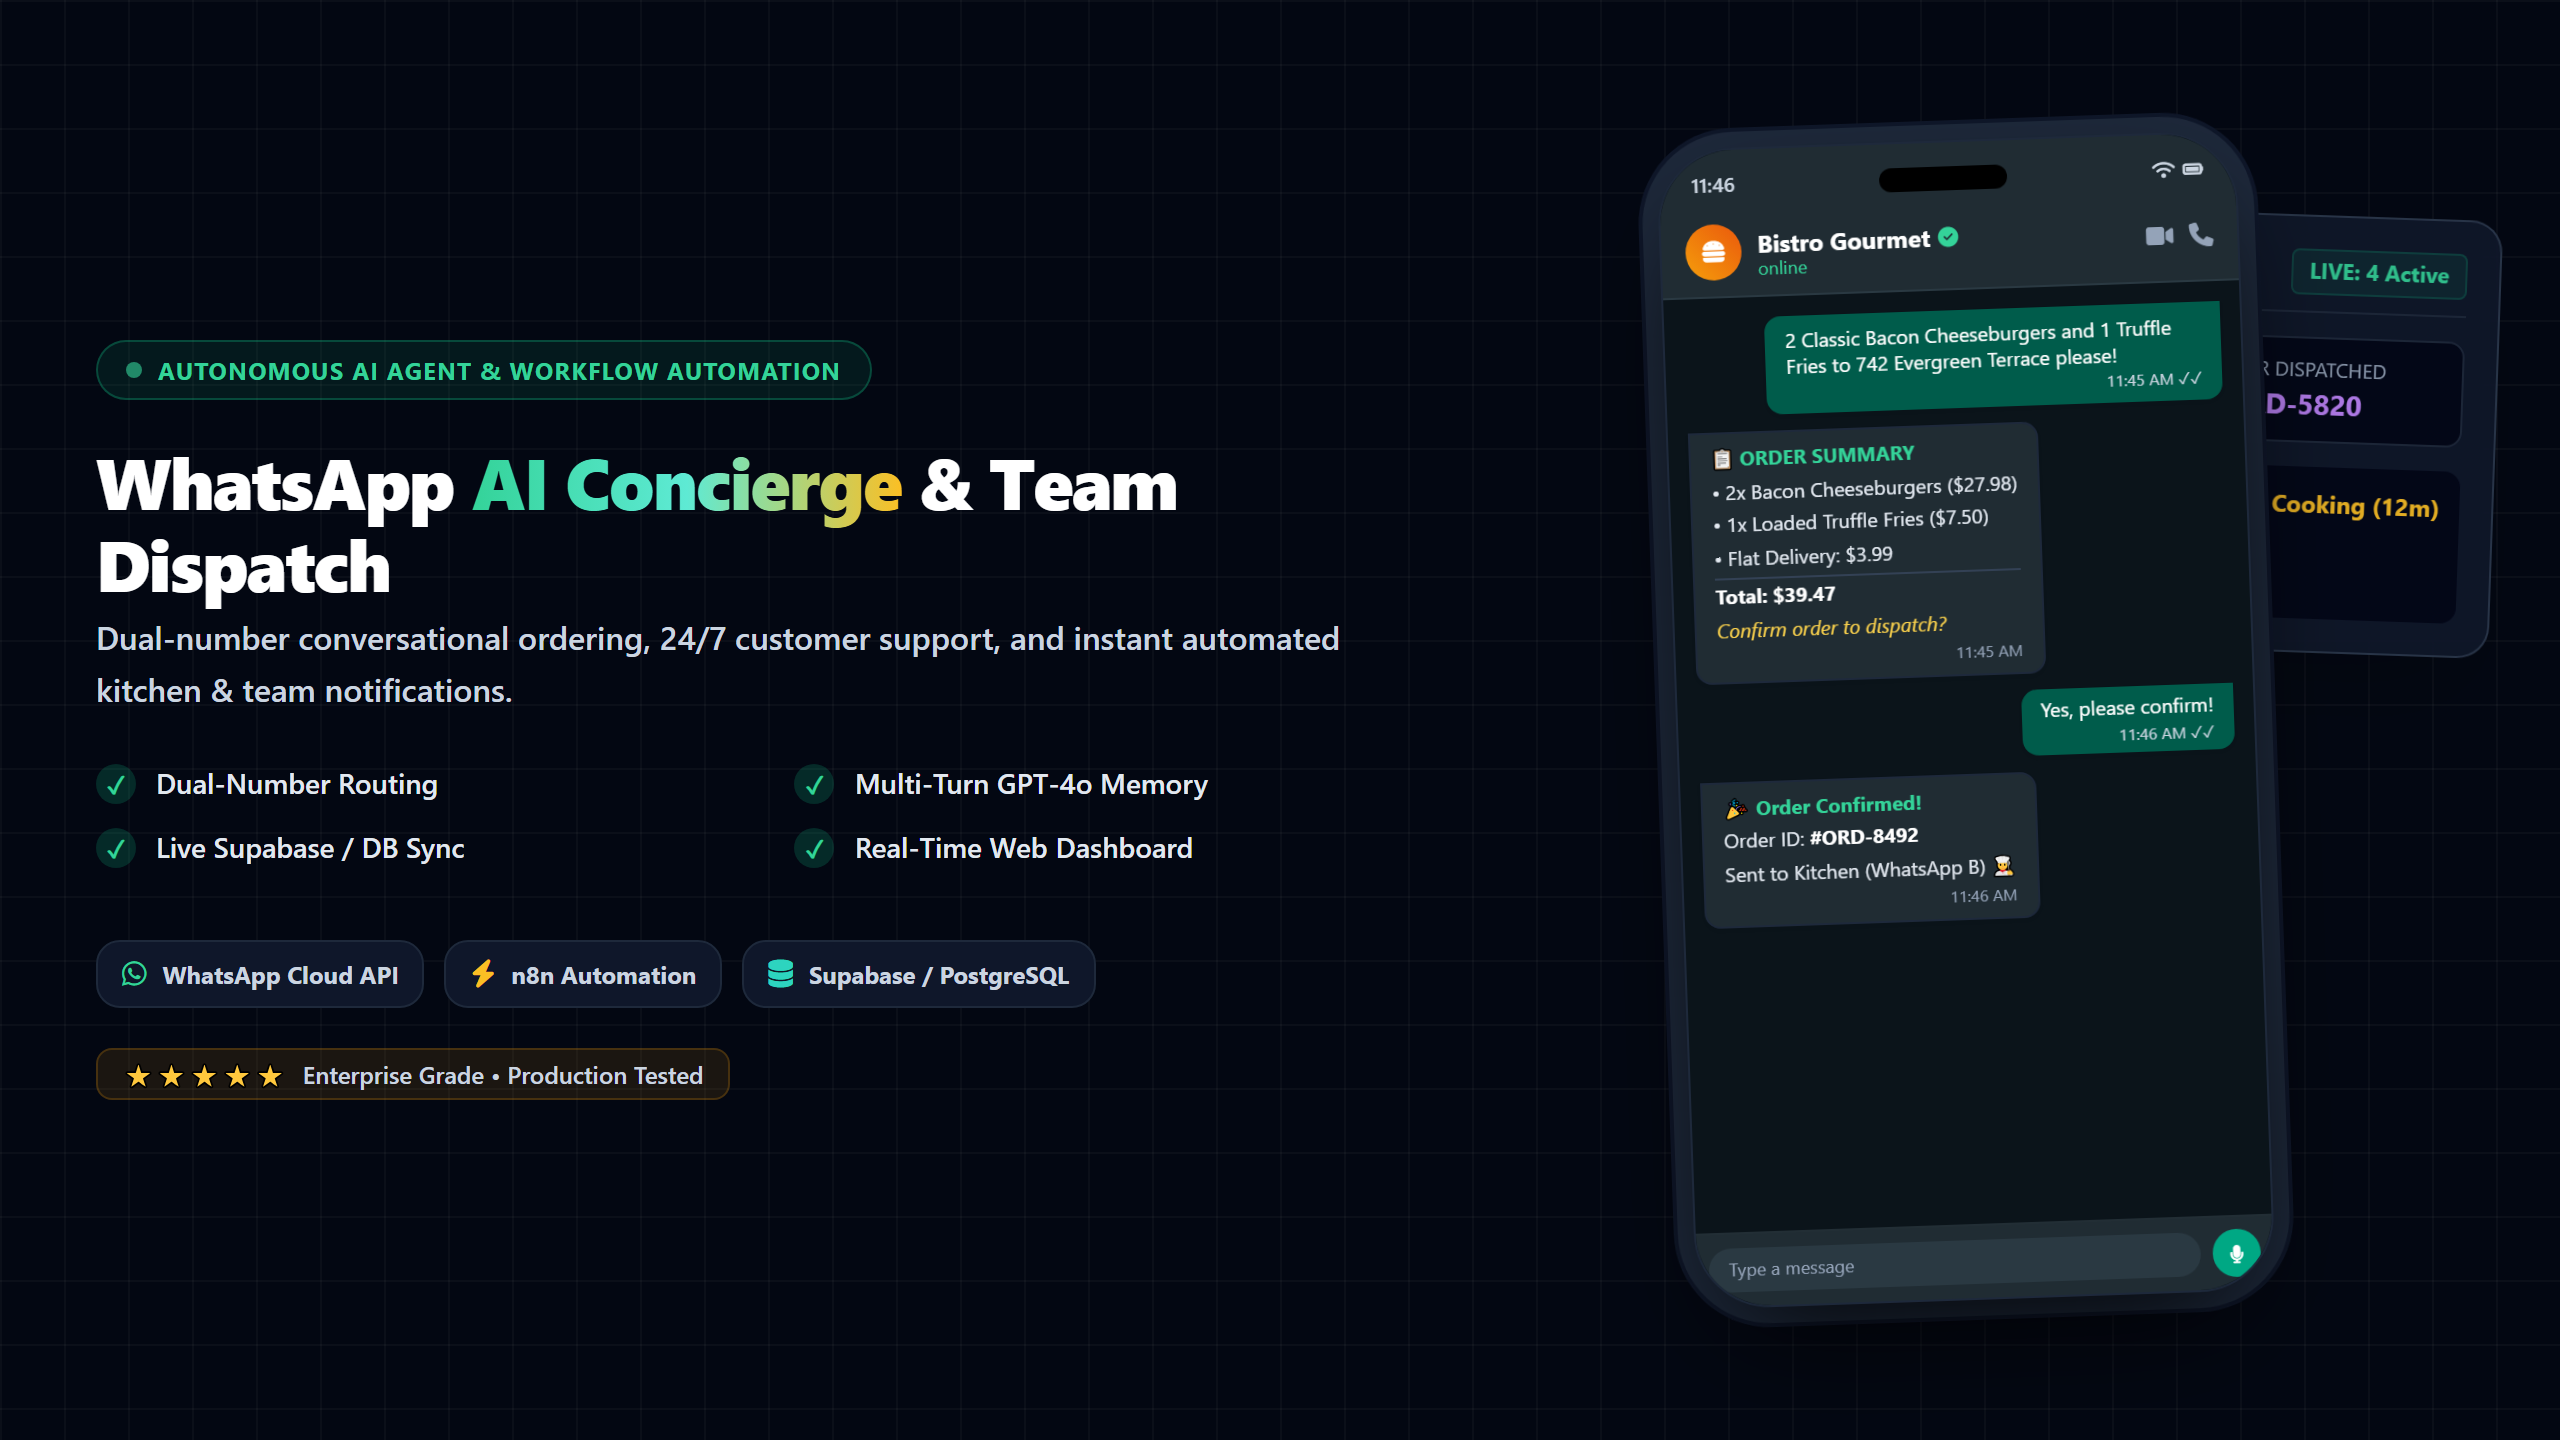 AUTONOMOUS AI AGENT & WORKFLOW AUTOMATION
WhatsApp AI Concierge & Team
Dispatch
Dual-number conversational ordering, 24/7 customer support, and instant automated
kitchen & team notifications.
✓ Dual-Number Routing
✓ Multi-Turn GPT-4o Memory
✓ Live Supabase / DB Sync
✓ Real-Time Web Dashboard
WhatsApp Cloud API
n8n Automation
Supabase / PostgreSQL
★★★★★ Enterprise Grade • Production Tested
11:46
Bistro Gourmet
online
2 Classic Bacon Cheeseburgers and 1 Truffle
Fries to 742 Evergreen Terrace please!
11:45 AM ✓✓
📋 ORDER SUMMARY
• 2x Bacon Cheeseburgers ($27.98)
• 1x Loaded Truffle Fries ($7.50)
• Flat Delivery: $3.99
Total: $39.47
Confirm order to dispatch?
11:45 AM
Yes, please confirm!
11:46 AM ✓✓
🎉 Order Confirmed!
Order ID: #ORD-8492
Sent to Kitchen (WhatsApp B) 👨‍🍳
11:46 AM
Type a message
LIVE: 4 Active
R DISPATCHED
D-5820
Cooking (12m)